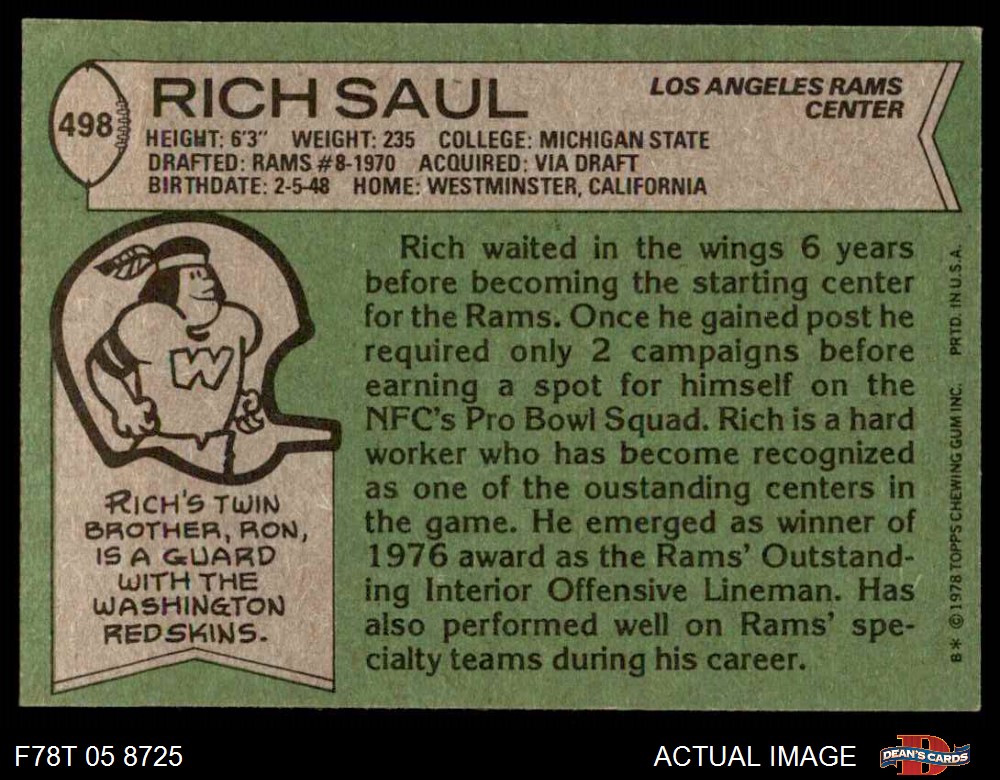 498
RICH SAUL
LOS ANGELES RAMS
CENTER
HEIGHT: 6'3" WEIGHT: 235 COLLEGE: MICHIGAN STATE
DRAFTED: RAMS #8-1970 ACQUIRED: VIA DRAFT
BIRTHDATE: 2-5-48 HOME: WESTMINSTER, CALIFORNIA
W
RICH'S TWIN
BROTHER, RON,
IS A GUARD
WITH THE
WASHINGTON
REDSKINS.
Rich waited in the wings 6 years
before becoming the starting center
for the Rams. Once he gained post he
required only 2 campaigns before
earning a spot for himself on the
NFC's Pro Bowl Squad. Rich is a hard
worker who has become recognized
as one of the oustanding centers in
the game. He emerged as winner of
1976 award as the Rams' Outstand-
ing Interior Offensive Lineman. Has
also performed well on Rams' spe-
cialty teams during his career.
B* © 1978 TOPPS CHEWING GUM INC. PRTD. IN U.S.A.
F78T 05 8725
ACTUAL IMAGE
D
DEAN'S CARDS